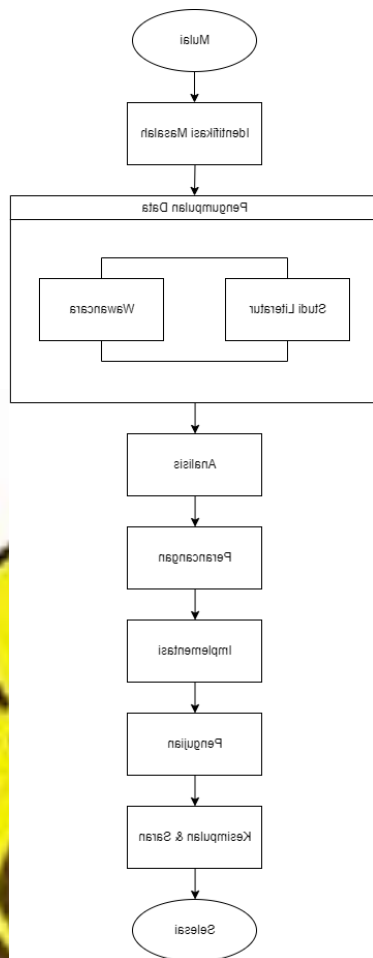 Mulai
Identifikasi Masalah
Pengumpulan Data
Wawancara
Studi Literatur
Analisis
Perancangan
Implementasi
Pengujian
Kesimpulan & Saran
Selesai